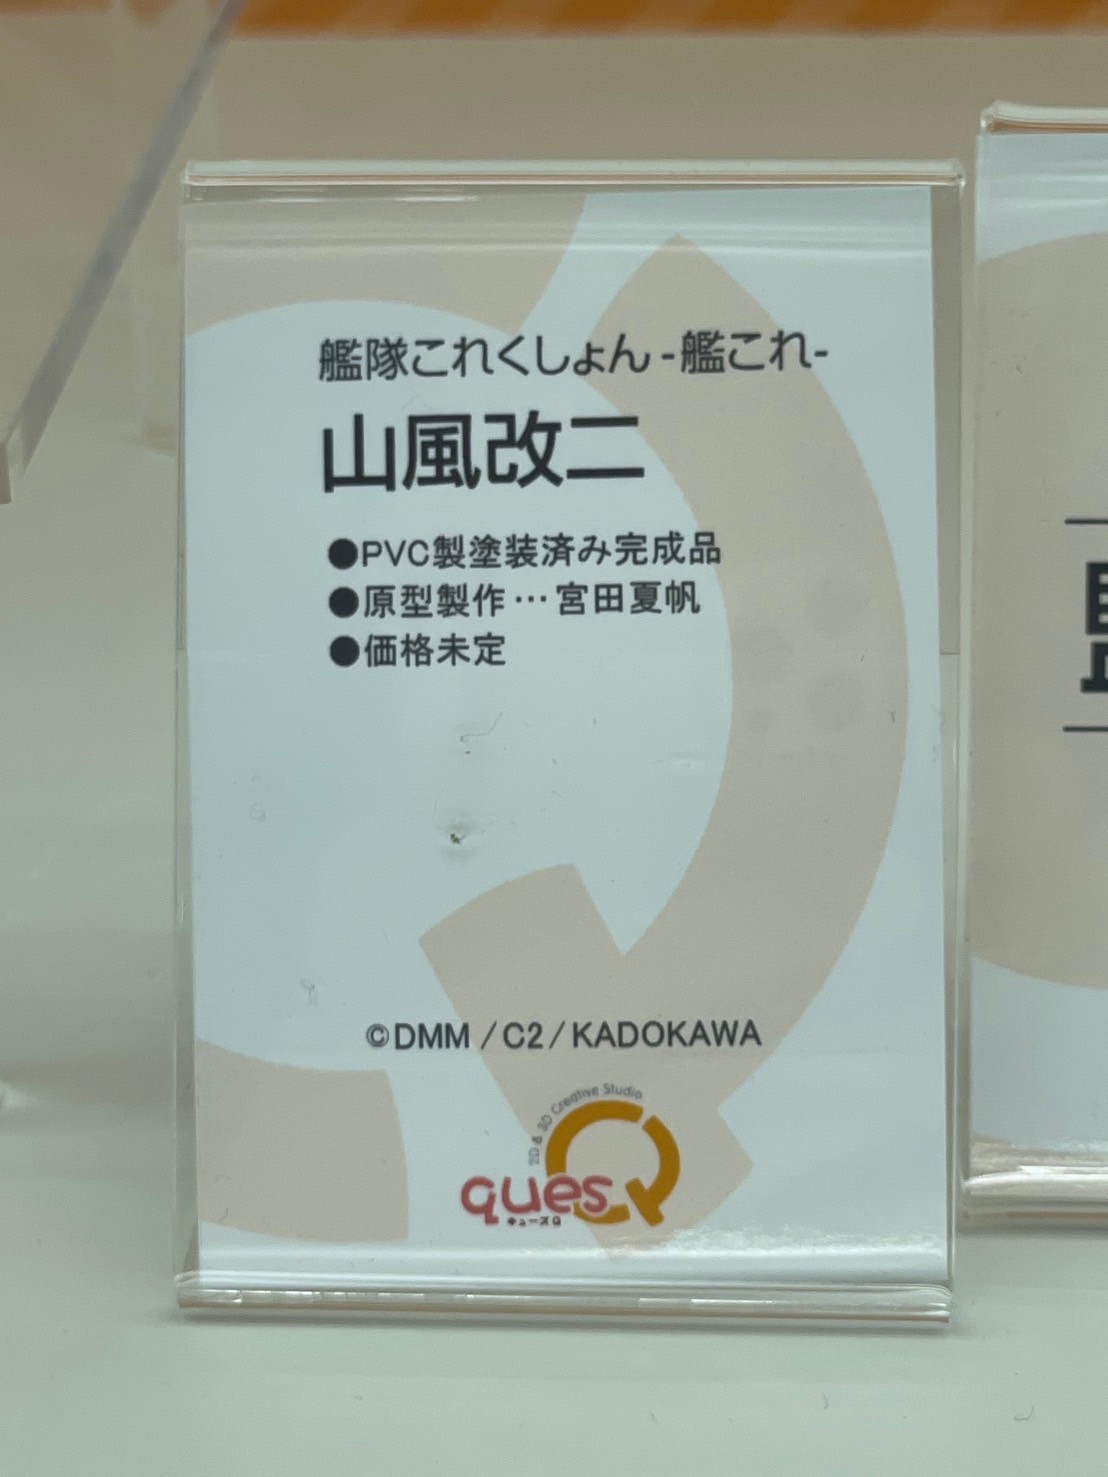 艦隊これくしょん -艦これ-
山風改二
●PVC製塗装済み完成品
●原型製作…宮田夏帆
●価格未定
©DMM / C2 / KADOKAWA
2D & 3D Creative Studio
quesQ
キューズQ